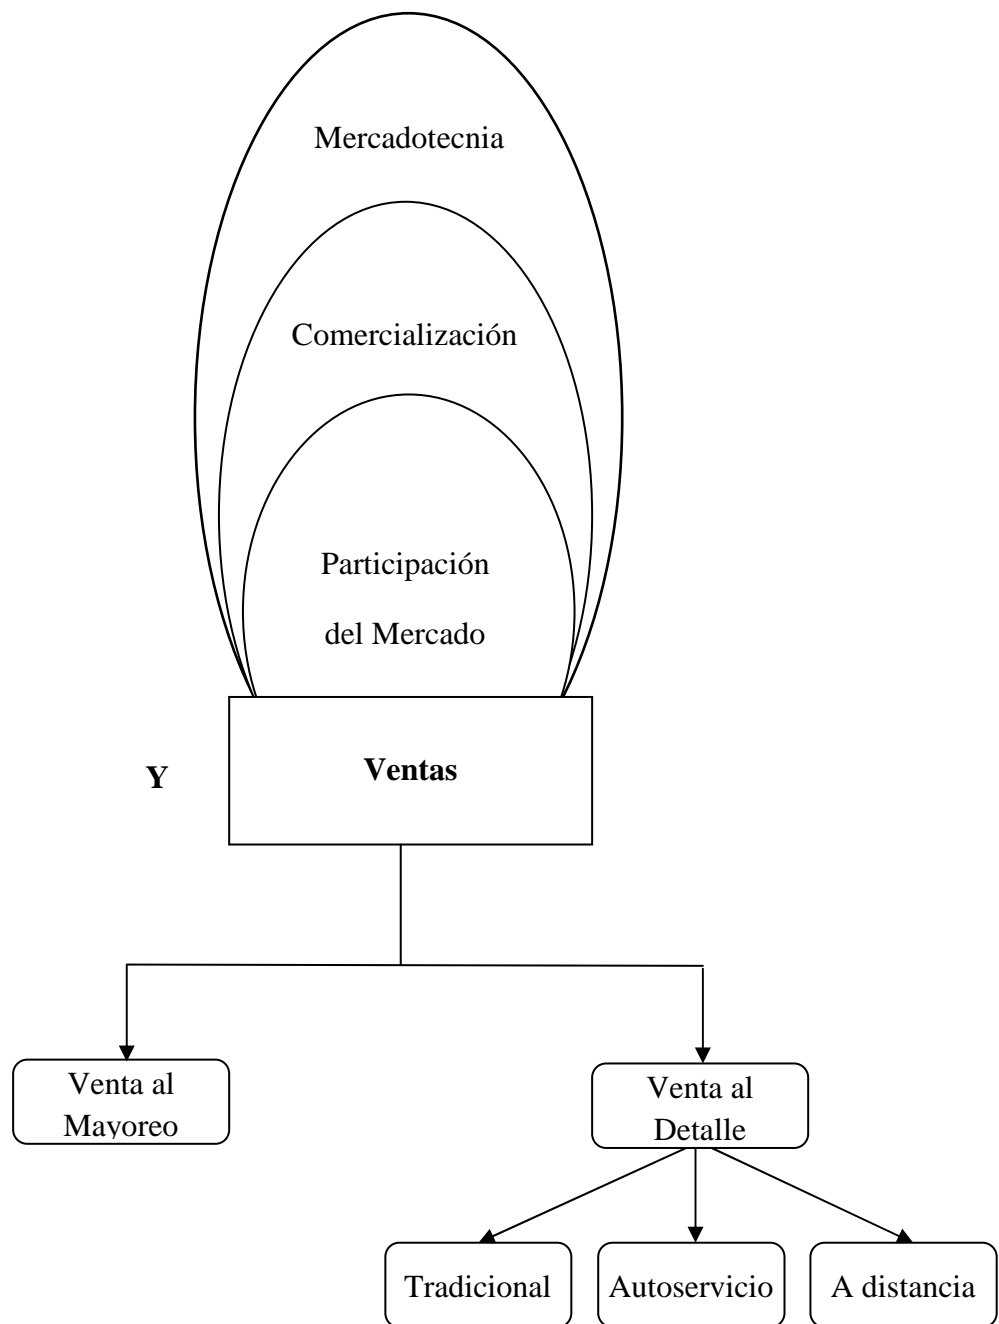 Mercadotecnia
Comercialización
Participación
del Mercado
Y
Ventas
Venta al
Mayoreo
Venta al
Detalle
Tradicional
Autoservicio
A distancia